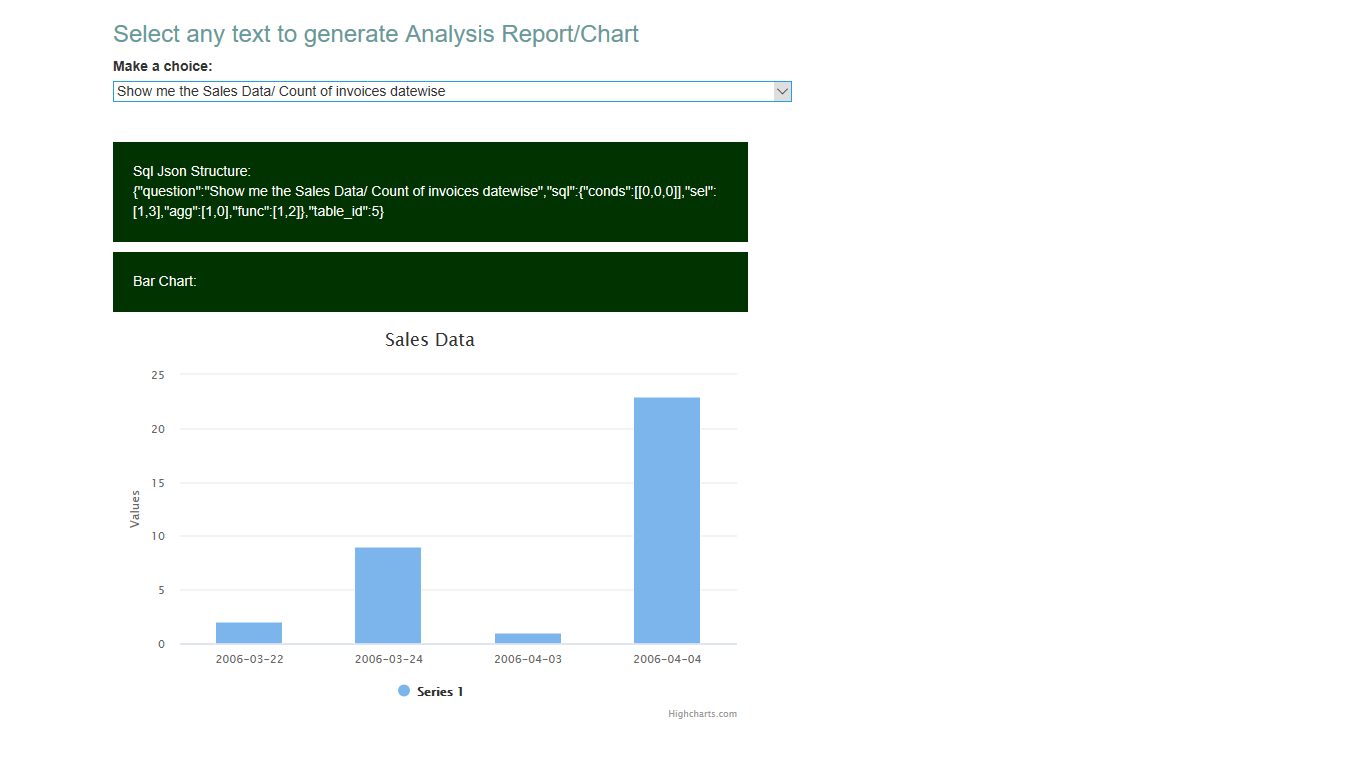 Select any text to generate Analysis Report/Chart
Make a choice:
Show me the Sales Data/ Count of invoices datewise
Sql Json Structure:
{"question":"Show me the Sales Data/ Count of invoices datewise","sql":{"conds":[[0,0,0]],"sel":
[1,3],"agg":[1,0],"func":[1,2]},"table_id":5}
Bar Chart:
Sales Data
Values
25
20
15
10
5
0
2006-03-22 2006-03-24 2006-04-03 2006-04-04
Series 1
Highcharts.com